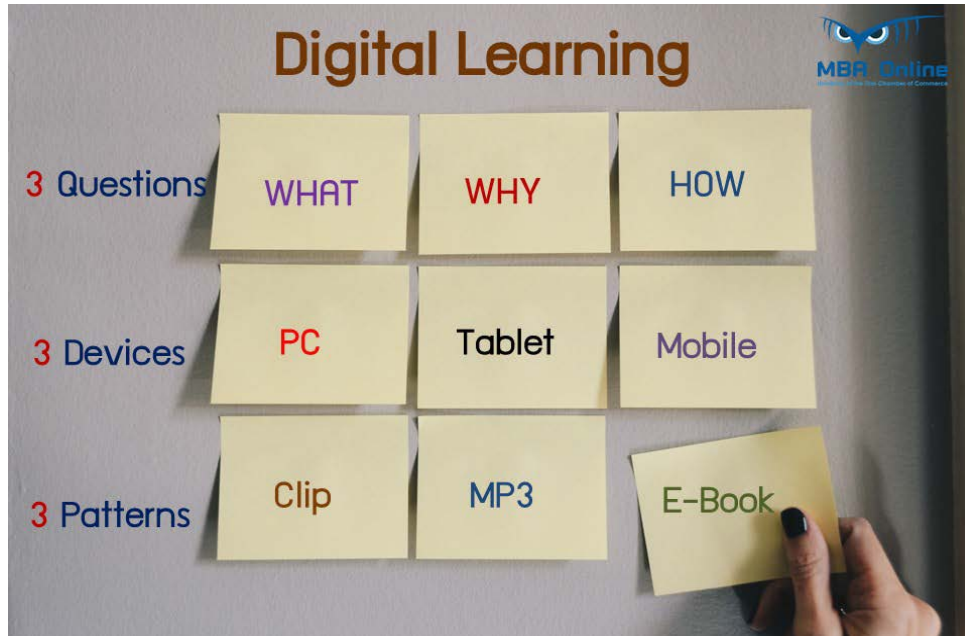 Digital Learning
MBA Online
3 Questions
WHAT
WHY
HOW
3 Devices
PC
Tablet
Mobile
3 Patterns
Clip
MP3
E-Book